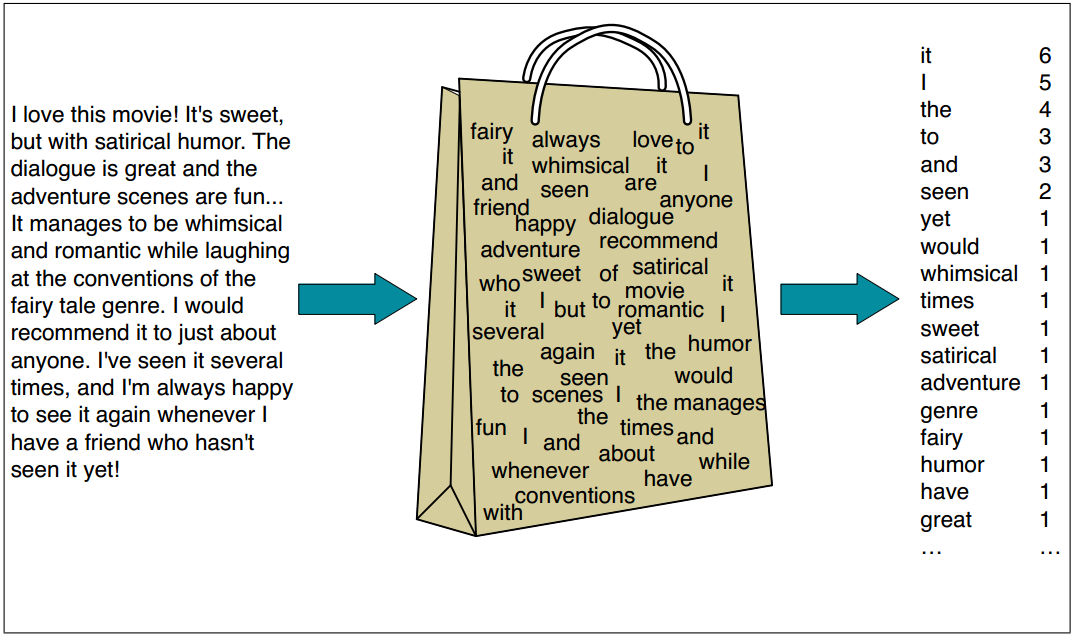 I love this movie! It's sweet,
but with satirical humor. The
dialogue is great and the
adventure scenes are fun...
It manages to be whimsical
and romantic while laughing
at the conventions of the
fairy tale genre. I would
recommend it to just about
anyone. I've seen it several
times, and I'm always happy
to see it again whenever I
have a friend who hasn't
seen it yet!
fairy always love to it
it whimsical it I
and seen are anyone
friend happy dialogue
adventure recommend
who sweet of satirical
it I but to movie it
several yet romantic I
again it the humor
the seen would
to scenes I the manages
fun I and the times and
whenever about while
conventions have
with
it 6
I 5
the 4
to 3
and 3
seen 2
yet 1
would 1
whimsical 1
times 1
sweet 1
satirical 1
adventure 1
genre 1
fairy 1
humor 1
have 1
great 1
… …